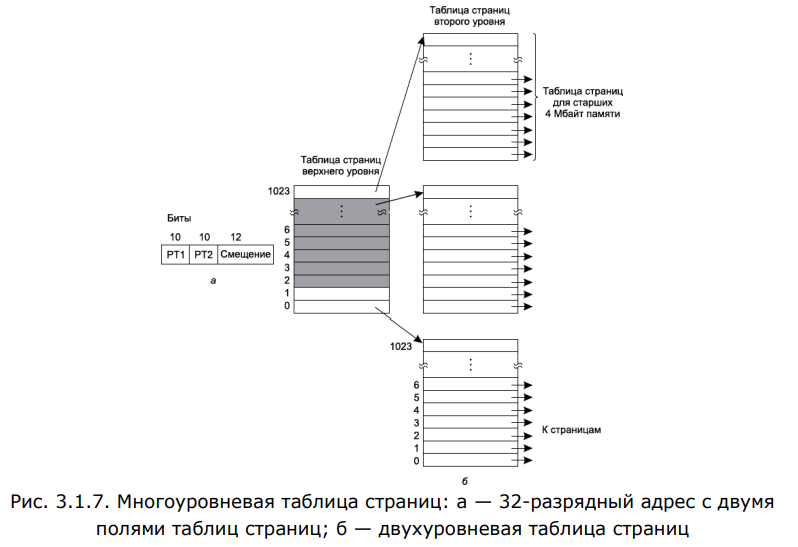 Таблица страниц
второго уровня
Таблица страниц
для старших
4 Мбайт памяти
Таблица страниц
верхнего уровня
1023
6
5
4
3
2
1
0
Биты
10 10 12
PT1 PT2 Смещение
а
1023
6
5
4
3
2
1
0
К страницам
б
Рис. 3.1.7. Многоуровневая таблица страниц: а — 32-разрядный адрес с двумя
полями таблиц страниц; б — двухуровневая таблица страниц